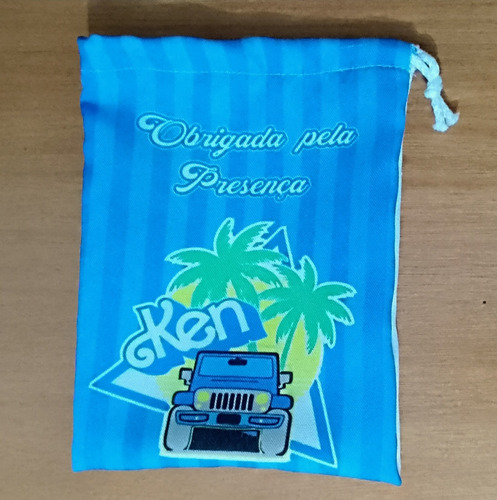 Obrigada pela
Presença
Ken